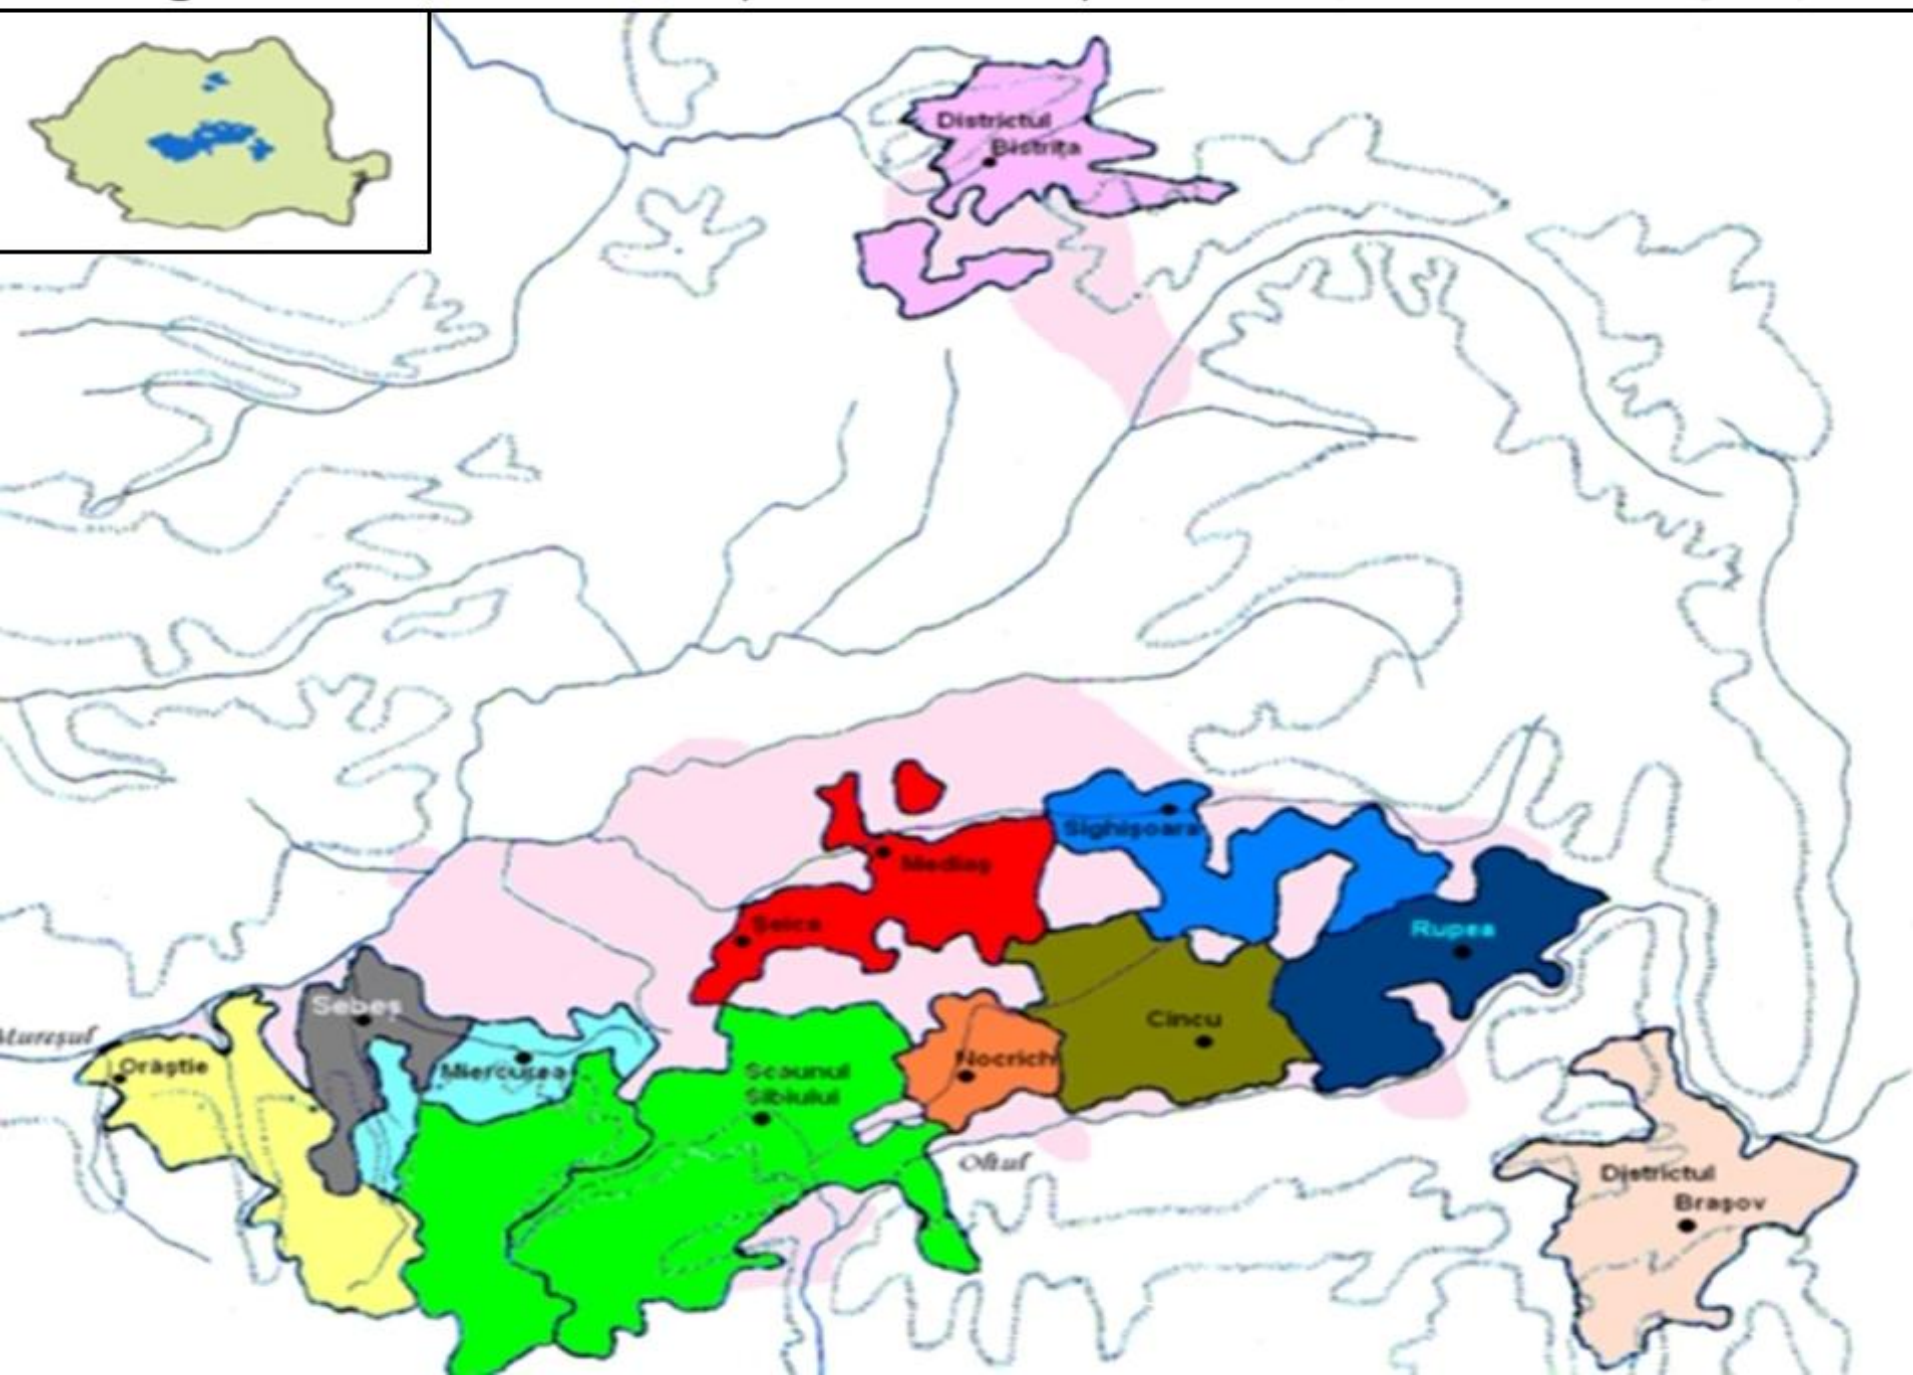 Districtul
Bistrița
Sighișoara
Mediaș
Șeica
Rupea
Sebeș
Cincu
Mureșul
Orăștie
Miercurea
Nocrich
Scaunul
Sibiului
Oltul
Districtul
Brașov